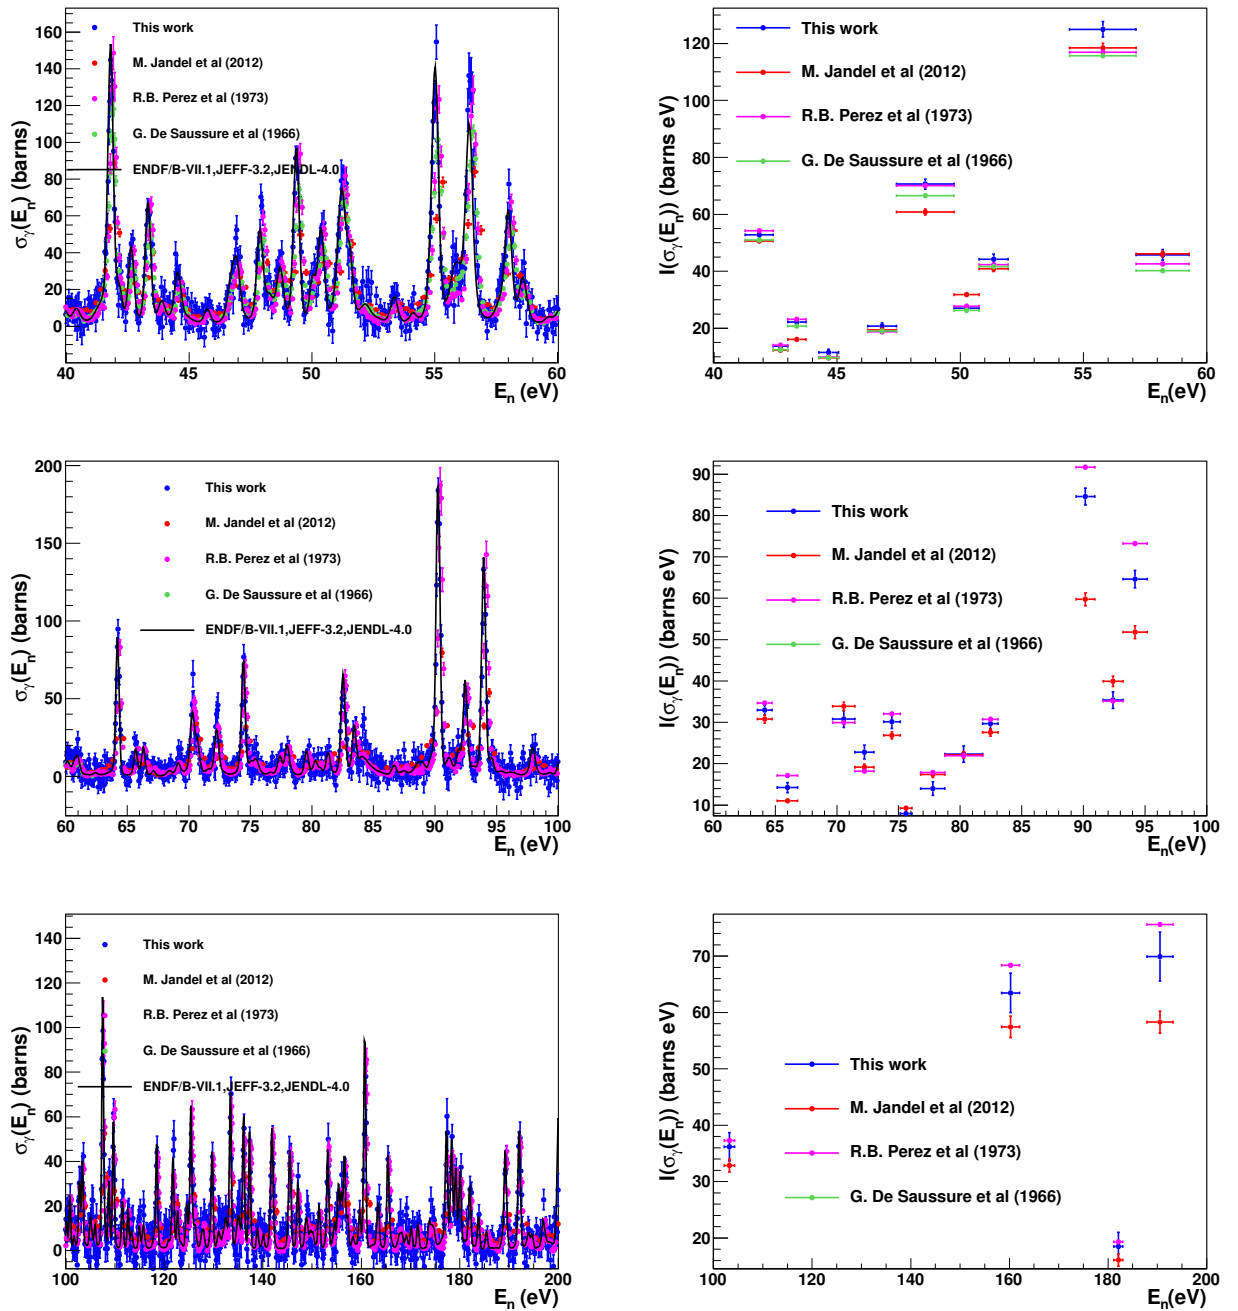 σγ(En) (barns)
160
140
120
100
80
60
40
20
0
This work
M. Jandel et al (2012)
R.B. Perez et al (1973)
G. De Saussure et al (1966)
ENDF/B-VII.1,JEFF-3.2,JENDL-4.0
40 45 50 55 60
En (eV)
I(σγ(En)) (barns eV)
120
100
80
60
40
20
This work
M. Jandel et al (2012)
R.B. Perez et al (1973)
G. De Saussure et al (1966)
40 45 50 55 60
En(eV)
σγ(En) (barns)
200
150
100
50
0
This work
M. Jandel et al (2012)
R.B. Perez et al (1973)
G. De Saussure et al (1966)
ENDF/B-VII.1,JEFF-3.2,JENDL-4.0
60 65 70 75 80 85 90 95 100
En (eV)
I(σγ(En)) (barns eV)
90
80
70
60
50
40
30
20
10
This work
M. Jandel et al (2012)
R.B. Perez et al (1973)
G. De Saussure et al (1966)
60 65 70 75 80 85 90 95 100
En(eV)
σγ(En) (barns)
140
120
100
80
60
40
20
0
This work
M. Jandel et al (2012)
R.B. Perez et al (1973)
G. De Saussure et al (1966)
ENDF/B-VII.1,JEFF-3.2,JENDL-4.0
100 120 140 160 180 200
En (eV)
I(σγ(En)) (barns eV)
70
60
50
40
30
20
This work
M. Jandel et al (2012)
R.B. Perez et al (1973)
G. De Saussure et al (1966)
100 120 140 160 180 200
En(eV)